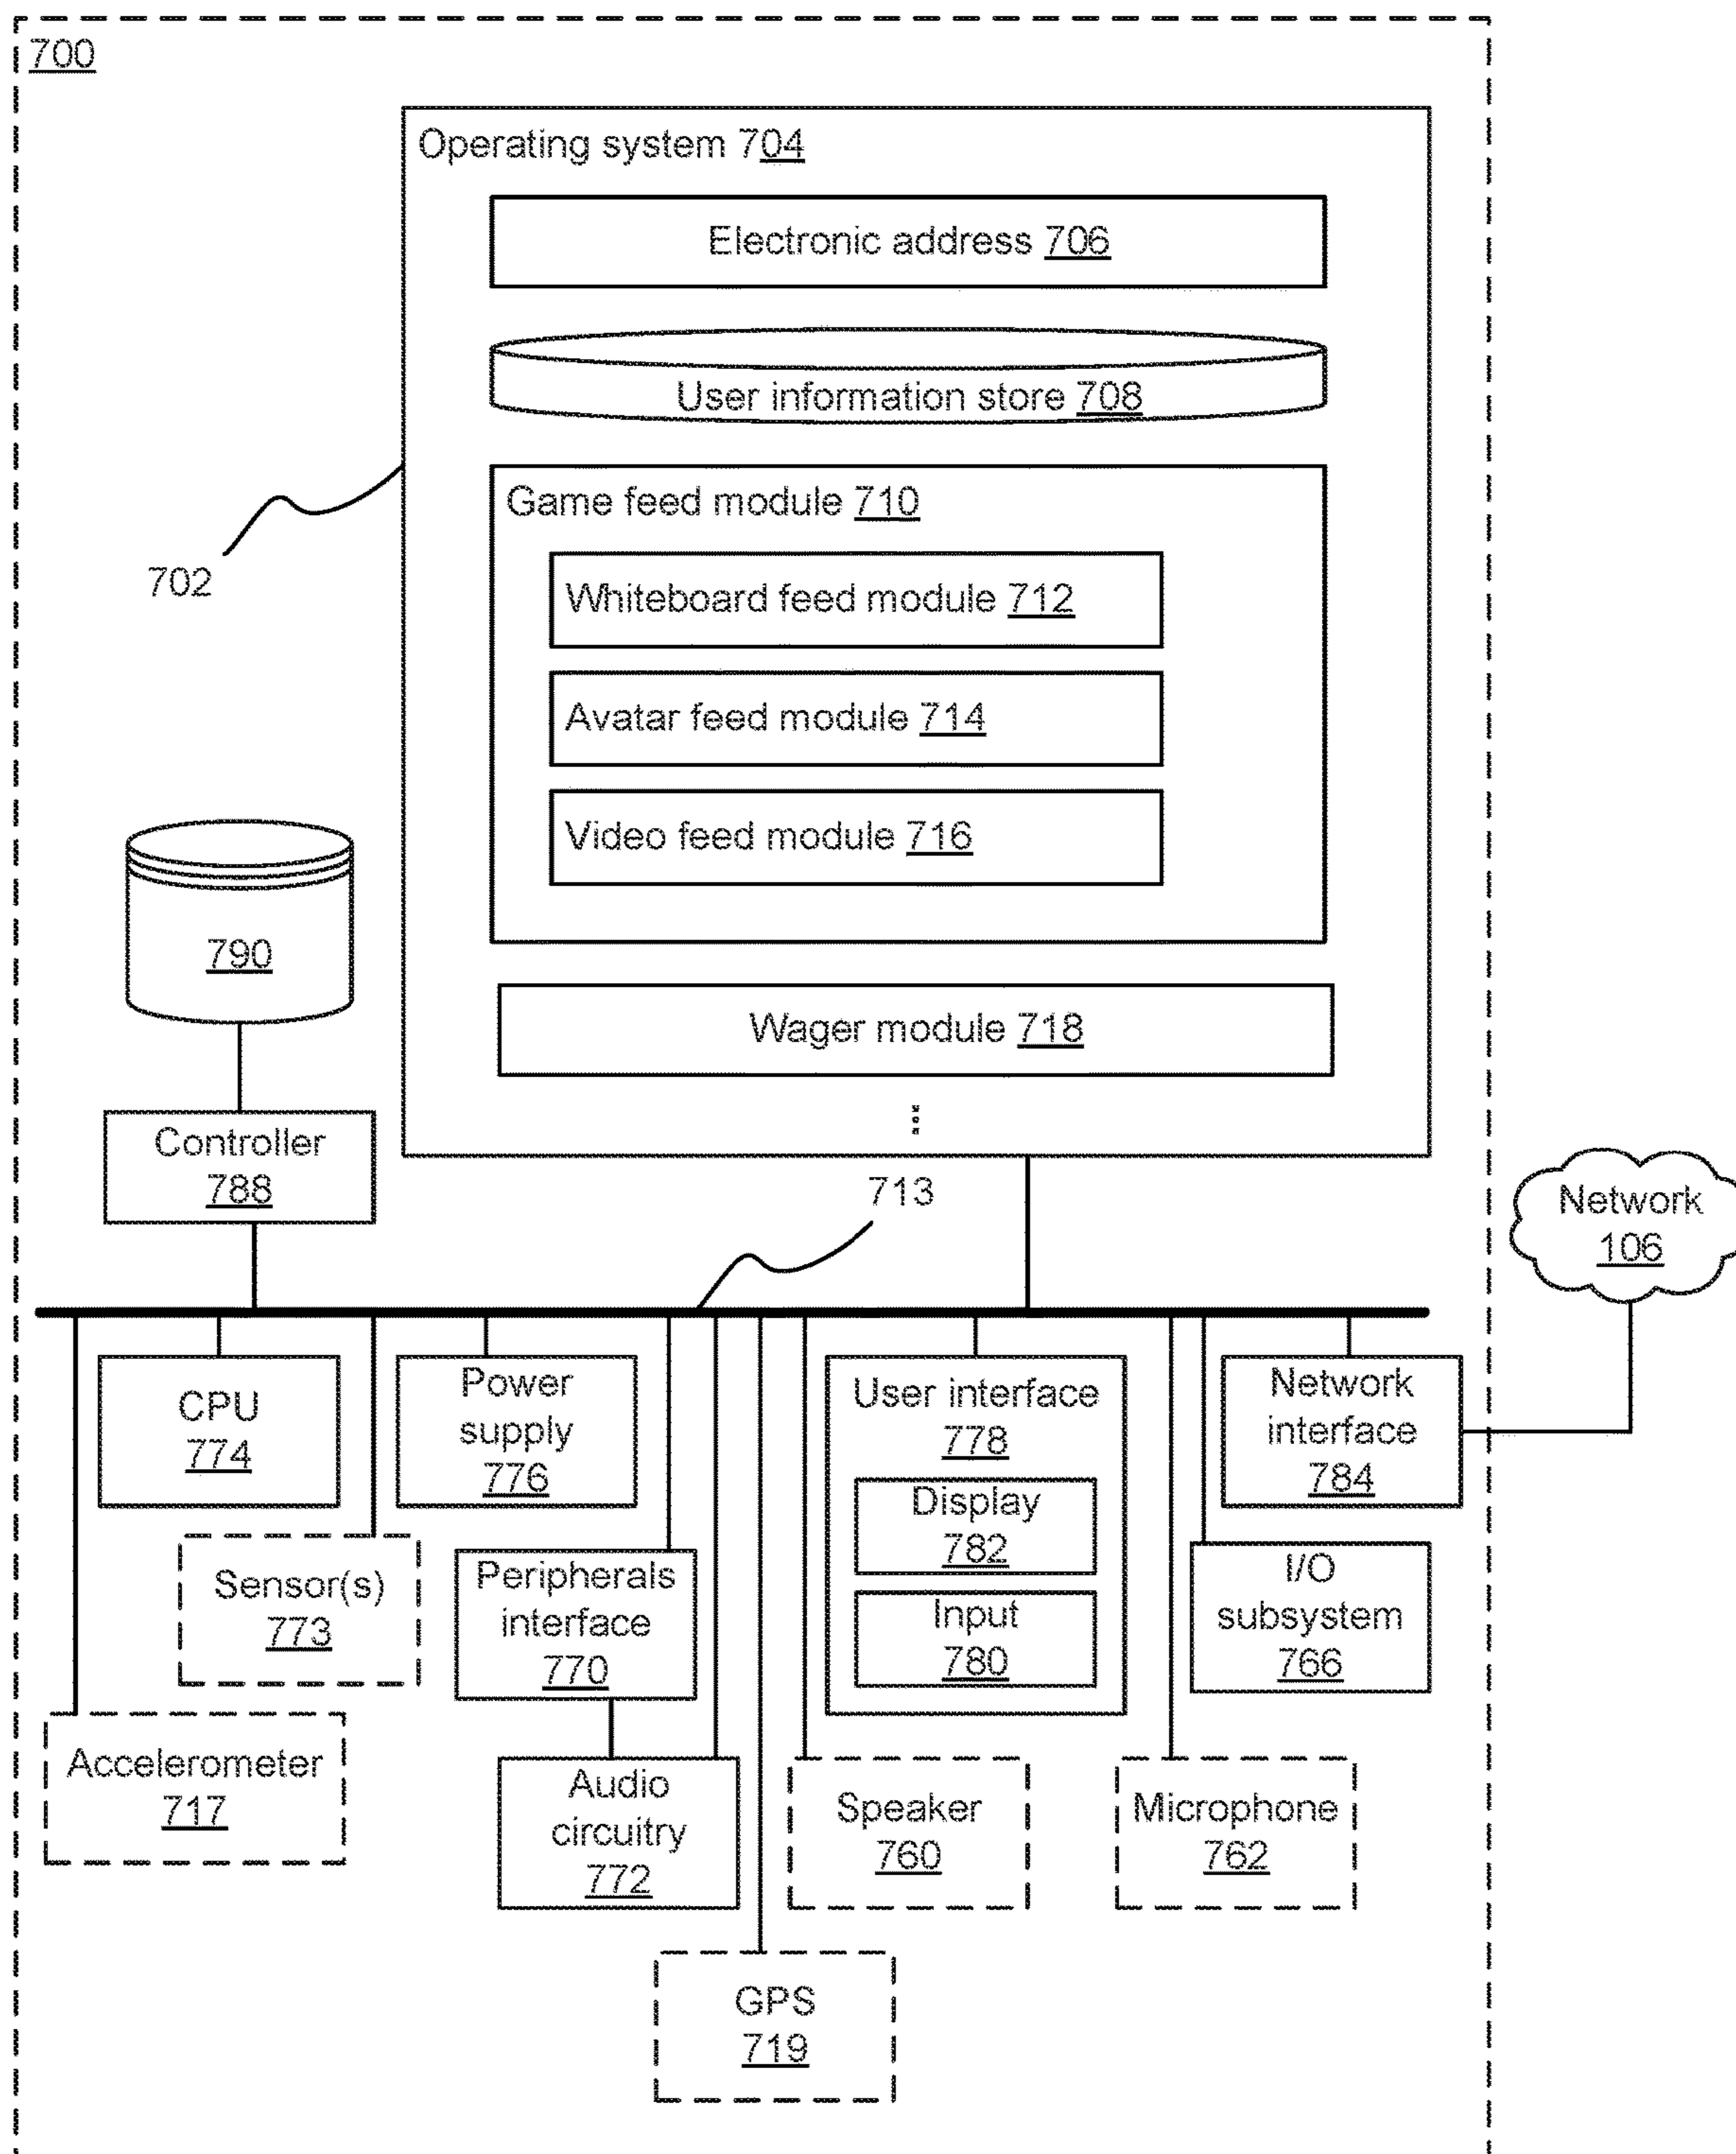 700
Operating system 704
Electronic address 706
User information store 708
Game feed module 710
702
Whiteboard feed module 712
Avatar feed module 714
Video feed module 716
790
Wager module 718
⋮
Controller
788
713
Network
106
CPU
774
Power
supply
776
User interface
778
Display
782
Input
780
Network
interface
784
Sensor(s)
773
Peripherals
interface
770
I/O
subsystem
766
Accelerometer
717
Audio
circuitry
772
Speaker
760
Microphone
762
GPS
719